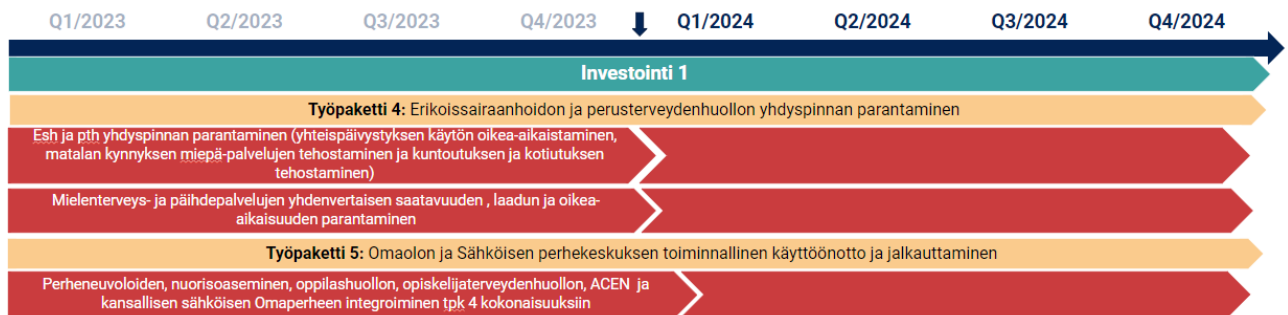 Q1/2023 Q2/2023 Q3/2023 Q4/2023 Q1/2024 Q2/2024 Q3/2024 Q4/2024
Investointi 1
Työpaketti 4: Erikoissairaanhoidon ja perusterveydenhuollon yhdyspinnan parantaminen
Esh ja pth yhdyspinnan parantaminen (yhteispäivystyksen käytön oikea-aikaistaminen,
matalan kynnyksen miepä-palvelujen tehostaminen ja kuntoutuksen ja kotiutuksen
tehostaminen)
Mielenterveys- ja päihdepalvelujen yhdenvertaisen saatavuuden , laadun ja oikea-
aikaisuuden parantaminen
Työpaketti 5: Omaolon ja Sähköisen perhekeskuksen toiminnallinen käyttöönotto ja jalkauttaminen
Perheneuvoloiden, nuorisoaseminen, oppilashuollon, opiskelijaterveydenhuollon, ACEN ja
kansallisen sähköisen Omaperheen integroiminen tpk 4 kokonaisuuksiin